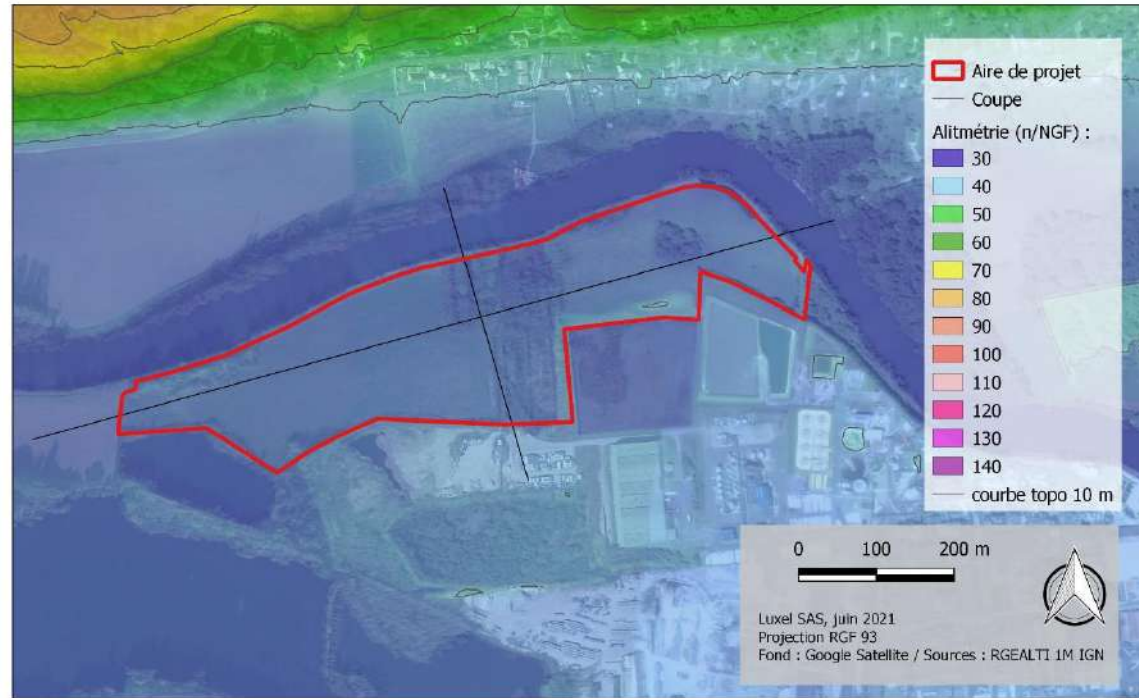 Aire de projet
Coupe
Alitmétrie (n/NGF) :
30
40
50
60
70
80
90
100
110
120
130
140
courbe topo 10 m
0 100 200 m
Luxel SAS, juin 2021
Projection RGF 93
Fond : Google Satellite / Sources : RGEALTI 1M IGN